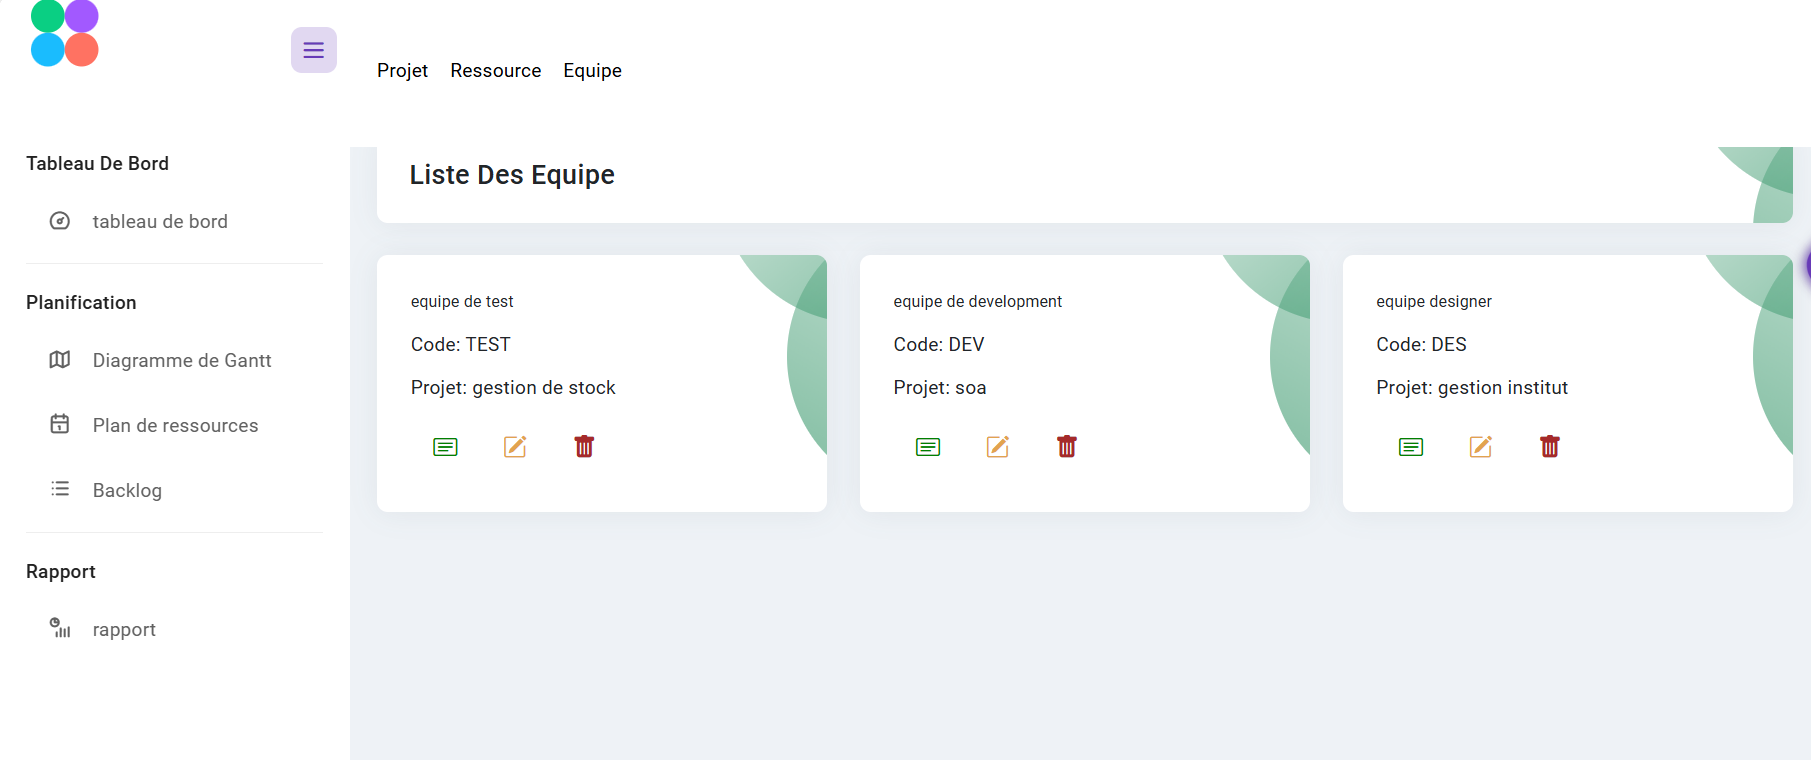 Projet Ressource Equipe
Tableau De Bord
tableau de bord
Planification
Diagramme de Gantt
Plan de ressources
Backlog
Rapport
rapport
Liste Des Equipe
equipe de test
Code: TEST
Projet: gestion de stock
equipe de development
Code: DEV
Projet: soa
equipe designer
Code: DES
Projet: gestion institut